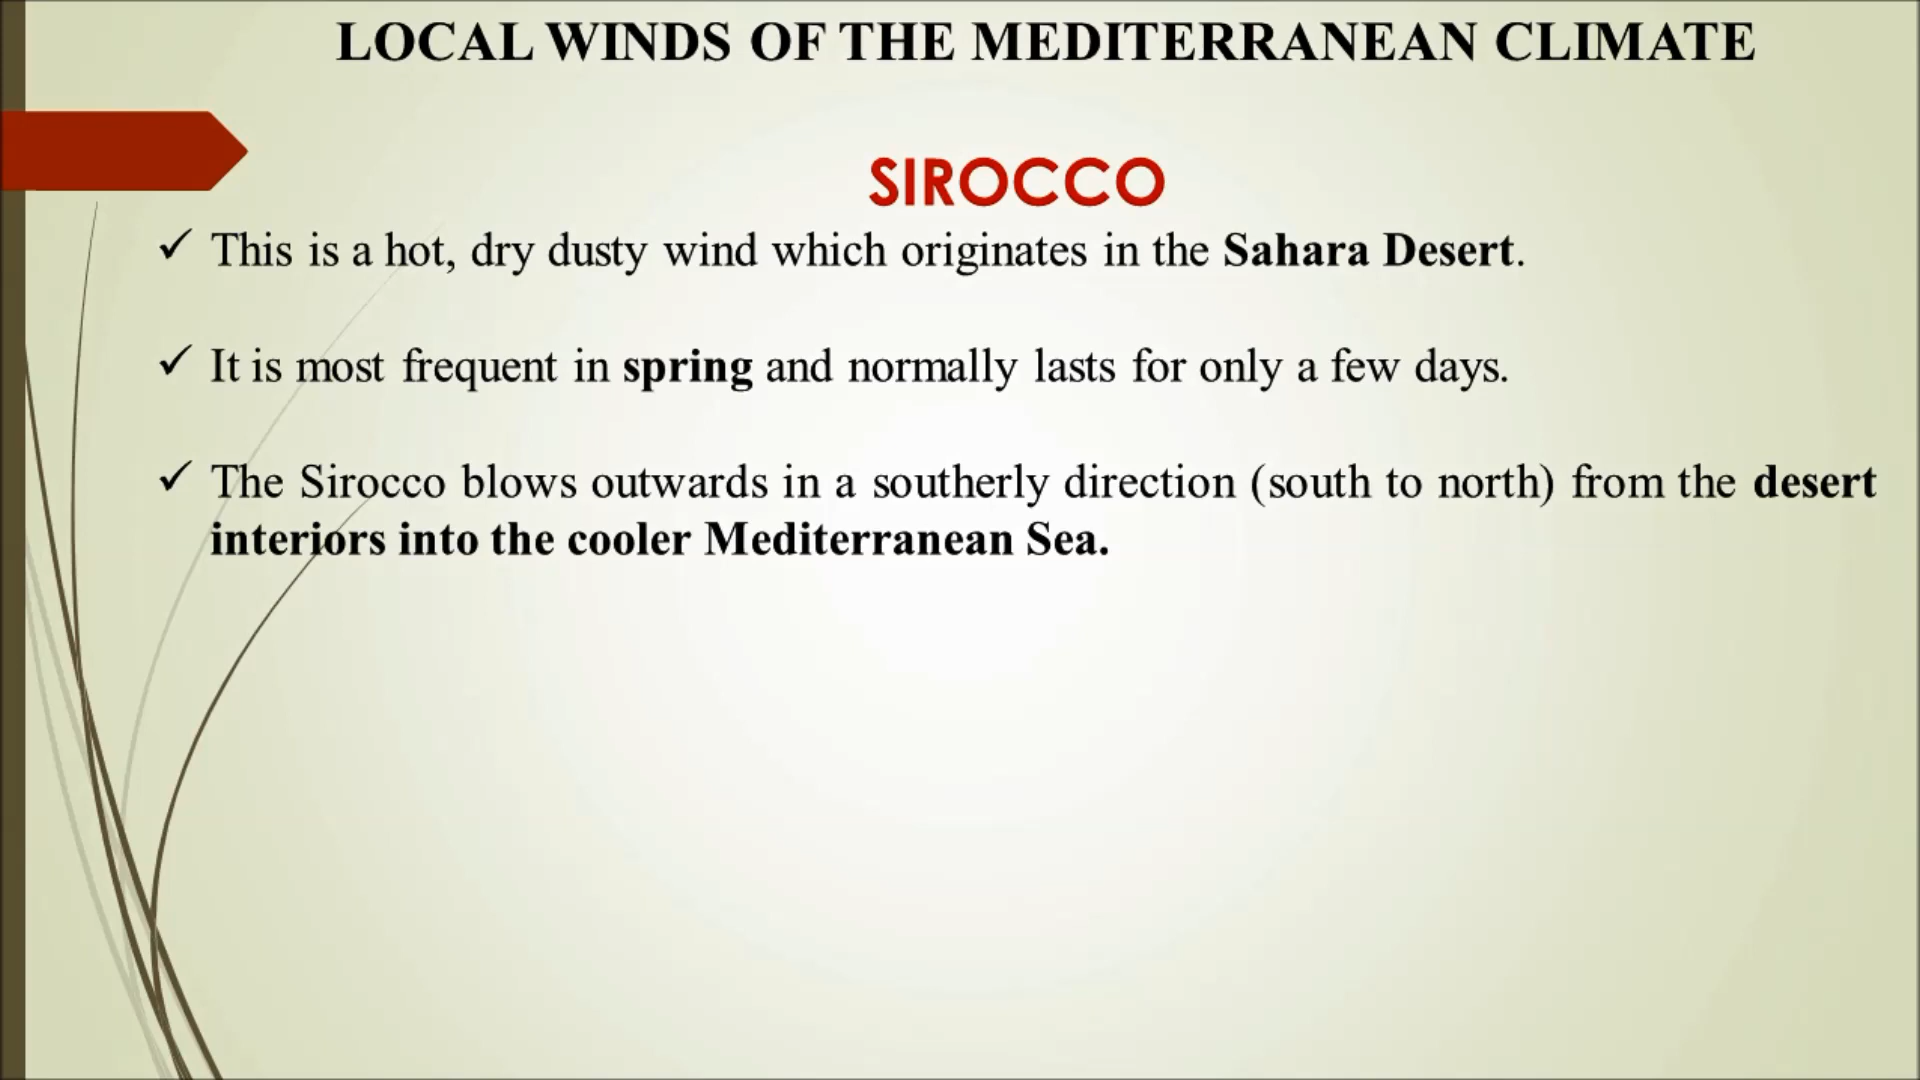 LOCAL WINDS OF THE MEDITERRANEAN CLIMATE
SIROCCO
✓ This is a hot, dry dusty wind which originates in the Sahara Desert.
✓ It is most frequent in spring and normally lasts for only a few days.
✓ The Sirocco blows outwards in a southerly direction (south to north) from the desert
interiors into the cooler Mediterranean Sea.